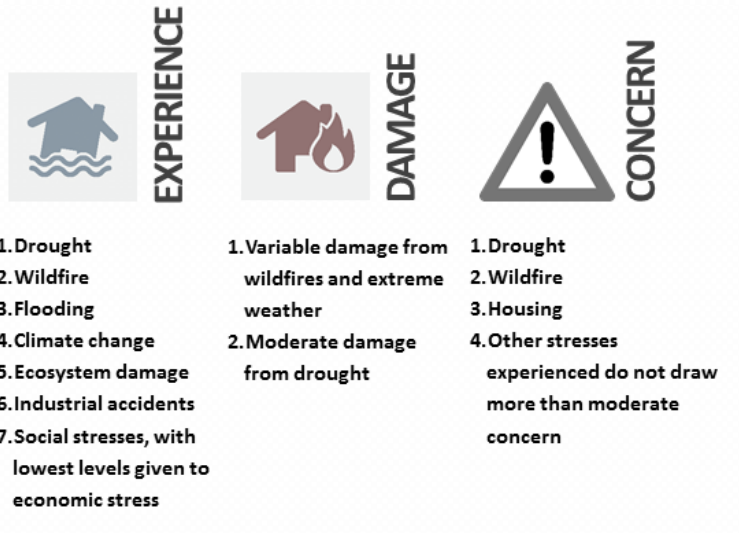 EXPERIENCE
1.Drought
2.Wildfire
3.Flooding
4.Climate change
5.Ecosystem damage
6.Industrial accidents
7.Social stresses, with
lowest levels given to
economic stress
DAMAGE
1.Variable damage from
wildfires and extreme
weather
2.Moderate damage
from drought
CONCERN
1.Drought
2.Wildfire
3.Housing
4.Other stresses
experienced do not draw
more than moderate
concern